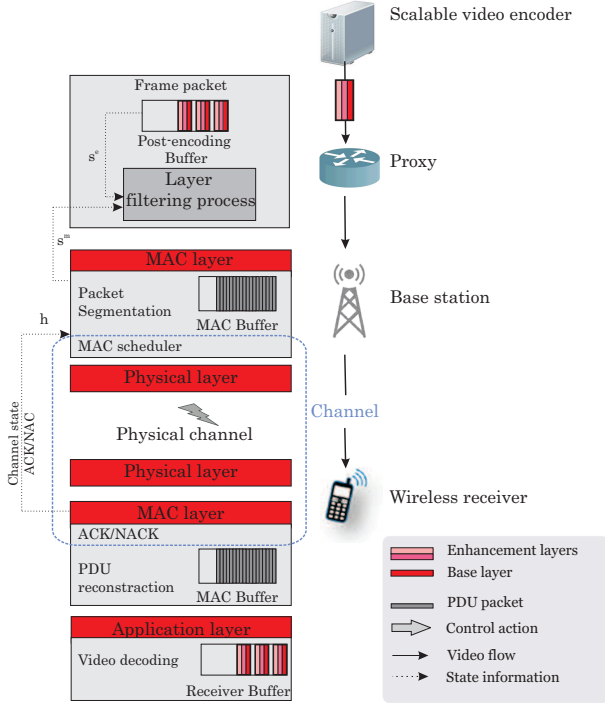 Scalable video encoder
Frame packet
Post-encoding
Buffer
Proxy
s^e
Layer
filtering process
s^m
MAC layer
Packet
Segmentation
MAC Buffer
Base station
h
MAC scheduler
Physical layer
Channel
Physical channel
Channel state
ACK/NAC
Physical layer
Wireless receiver
MAC layer
ACK/NACK
PDU
reconstraction
MAC Buffer
Application layer
Video decoding
Receiver Buffer
Enhancement layers
Base layer
PDU packet
Control action
Video flow
State information